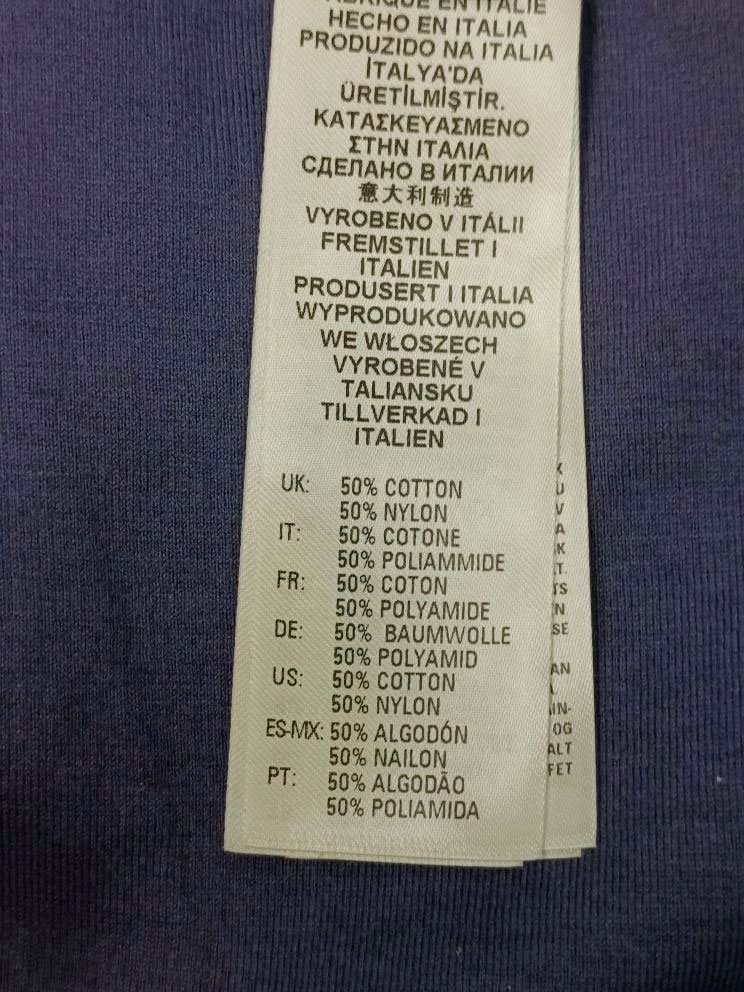 EN ITALIE
HECHO EN ITALIA
PRODUZIDO NA ITALIA
İTALYA'DA
ÜRETİLMİŞTİR.
ΚΑΤΑΣΚΕΥΑΣΜΕΝΟ
ΣΤΗΝ ΙΤΑΛΙΑ
СДЕЛАНО В ИТАЛИИ
意大利制造
VYROBENO V ITÁLII
FREMSTILLET I
ITALIEN
PRODUSERT I ITALIA
WYPRODUKOWANO
WE WŁOSZECH
VYROBENÉ V
TALIANSKU
TILLVERKAD I
ITALIEN
UK: 50% COTTON
50% NYLON
IT: 50% COTONE
50% POLIAMMIDE
FR: 50% COTON
50% POLYAMIDE
DE: 50% BAUMWOLLE
50% POLYAMID
US: 50% COTTON
50% NYLON
ES-MX: 50% ALGODÓN
50% NAILON
PT: 50% ALGODÃO
50% POLIAMIDA